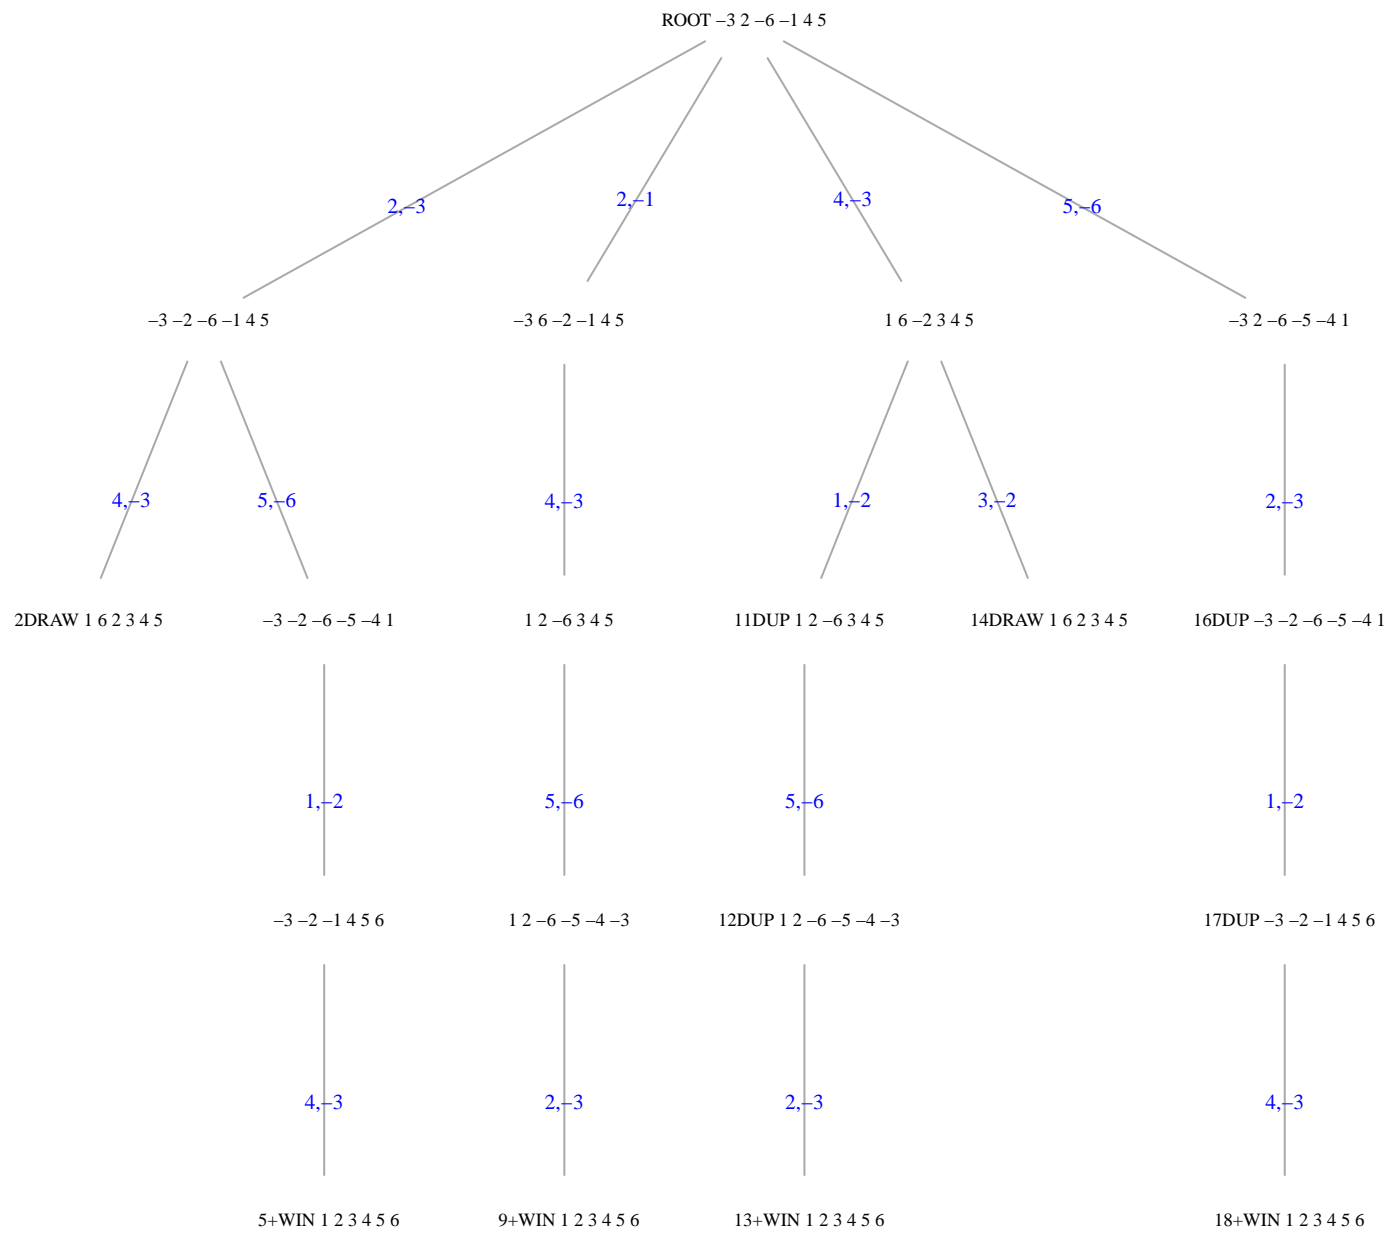 ROOT –3 2 –6 –1 4 5
2,–3
2,–1
4,–3
5,–6
–3 –2 –6 –1 4 5
–3 6 –2 –1 4 5
1 6 –2 3 4 5
–3 2 –6 –5 –4 1
4,–3
5,–6
4,–3
1,–2
3,–2
2,–3
2DRAW 1 6 2 3 4 5
–3 –2 –6 –5 –4 1
1 2 –6 3 4 5
11DUP 1 2 –6 3 4 5
14DRAW 1 6 2 3 4 5
16DUP –3 –2 –6 –5 –4 1
1,–2
5,–6
5,–6
1,–2
–3 –2 –1 4 5 6
1 2 –6 –5 –4 –3
12DUP 1 2 –6 –5 –4 –3
17DUP –3 –2 –1 4 5 6
4,–3
2,–3
2,–3
4,–3
5+WIN 1 2 3 4 5 6
9+WIN 1 2 3 4 5 6
13+WIN 1 2 3 4 5 6
18+WIN 1 2 3 4 5 6